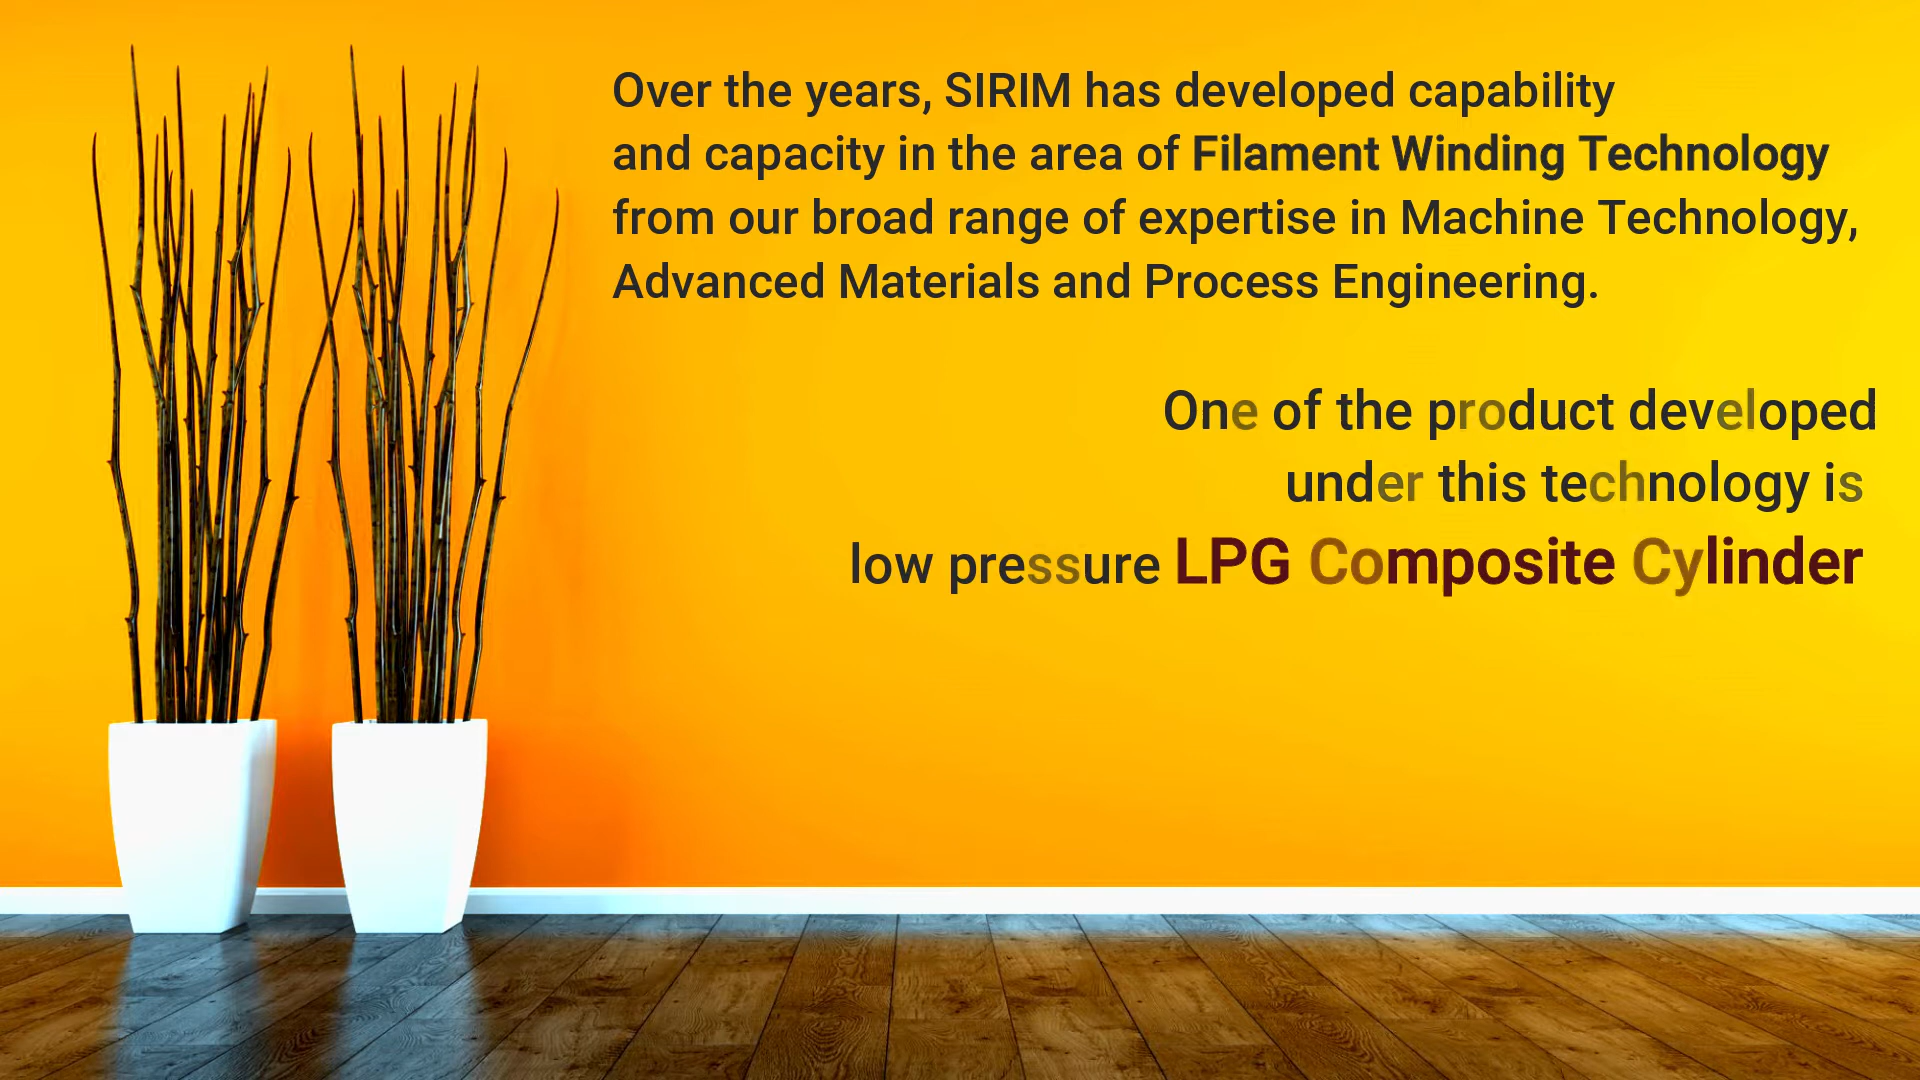 Over the years, SIRIM has developed capability
and capacity in the area of Filament Winding Technology
from our broad range of expertise in Machine Technology,
Advanced Materials and Process Engineering.
One of the product developed
under this technology is
low pressure LPG Composite Cylinder